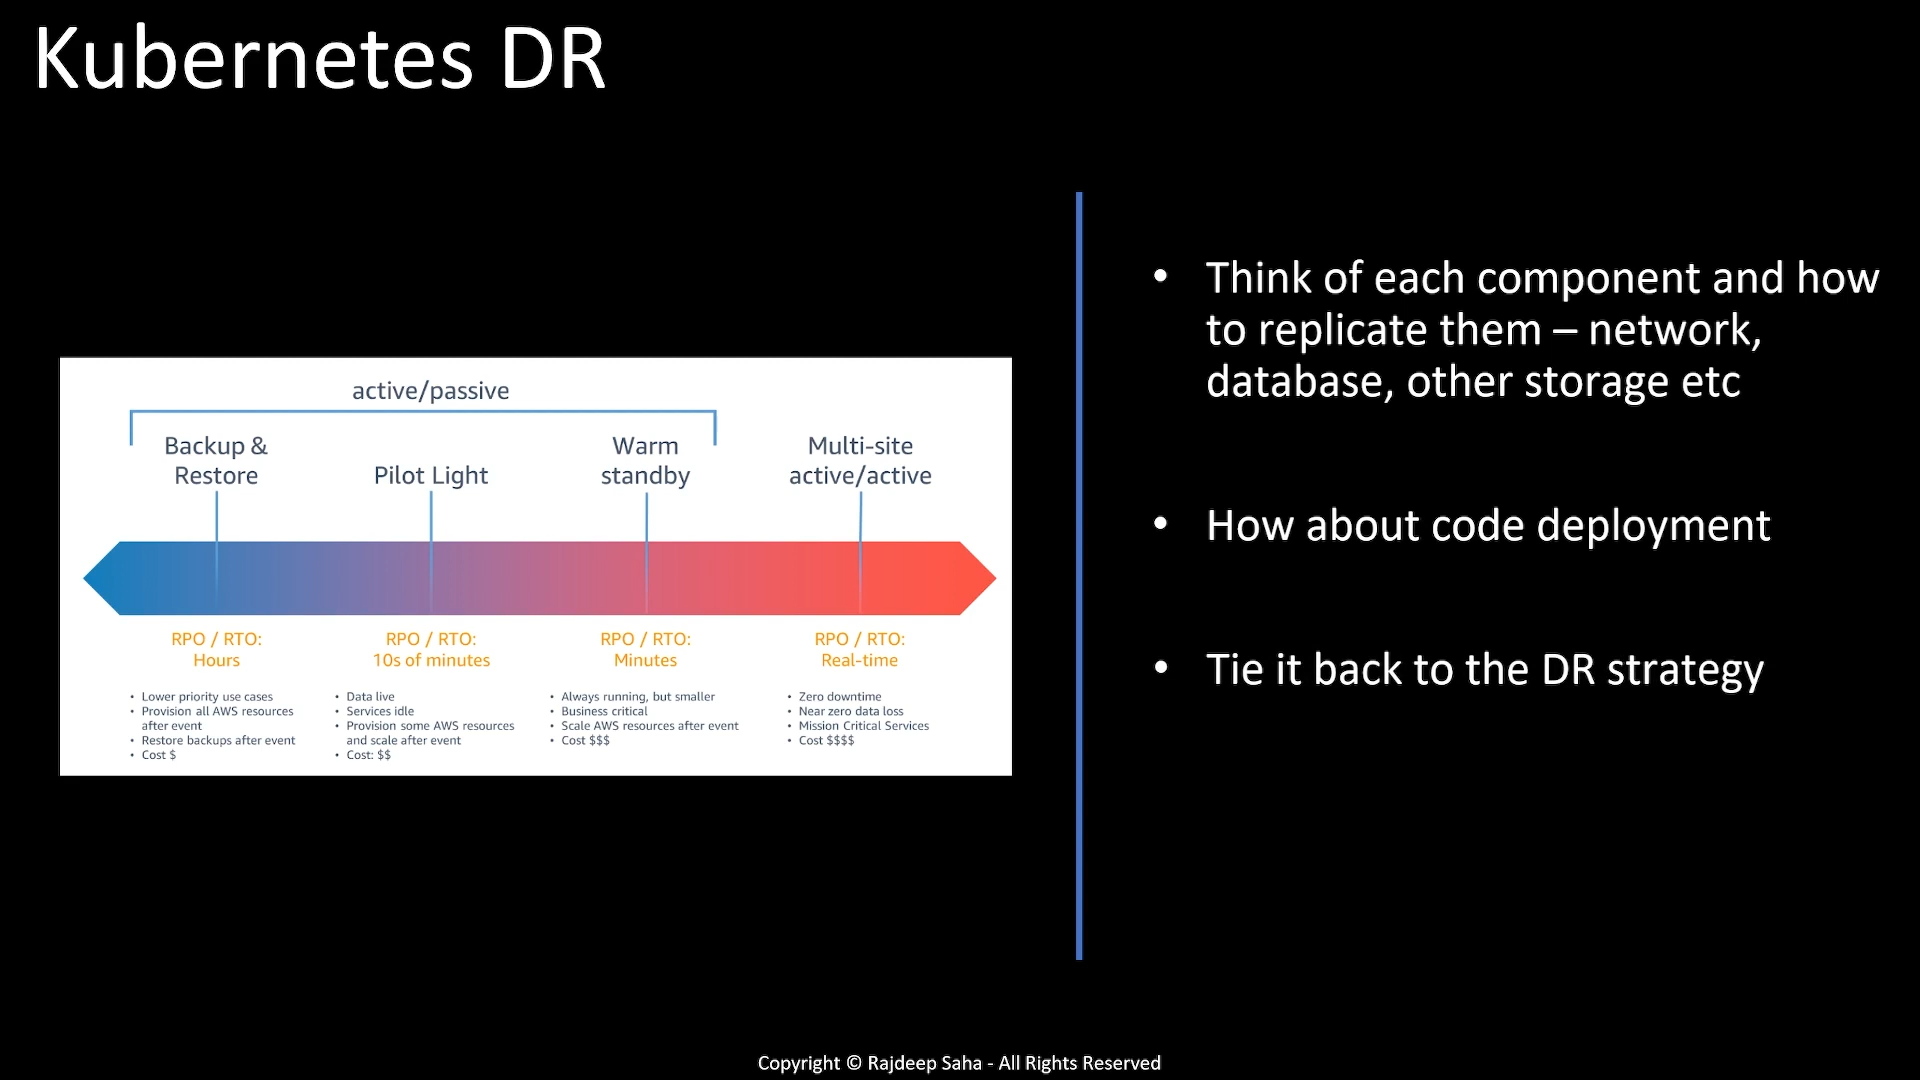 Kubernetes DR
active/passive
Backup &
Restore
Pilot Light
Warm
standby
Multi-site
active/active
RPO / RTO:
Hours
RPO / RTO:
10s of minutes
RPO / RTO:
Minutes
RPO / RTO:
Real-time
• Lower priority use cases
• Provision all AWS resources
after event
• Restore backups after event
• Cost $
• Data live
• Services idle
• Provision some AWS resources
and scale after event
• Cost: $$
• Always running, but smaller
• Business critical
• Scale AWS resources after event
• Cost $$$
• Zero downtime
• Near zero data loss
• Mission Critical Services
• Cost $$$$
• Think of each component and how
to replicate them – network,
database, other storage etc
• How about code deployment
• Tie it back to the DR strategy
Copyright © Rajdeep Saha - All Rights Reserved